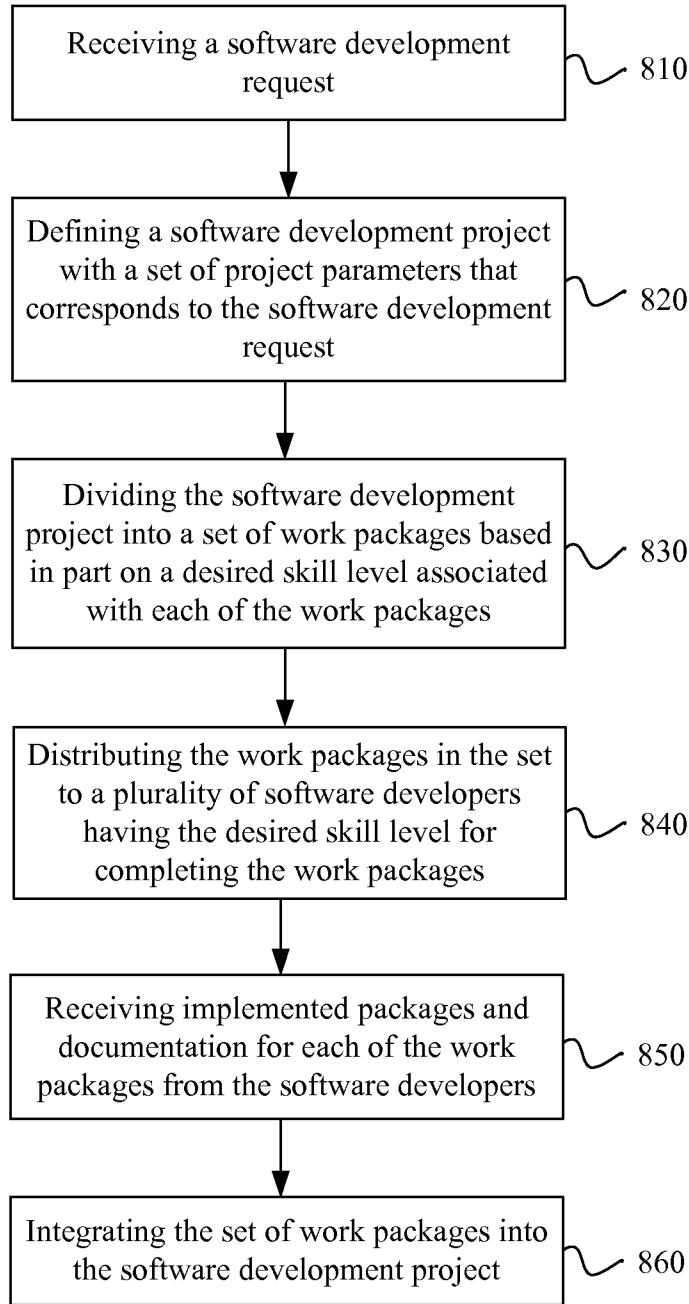 Receiving a software development
request
810
Defining a software development project
with a set of project parameters that
corresponds to the software development
request
820
Dividing the software development
project into a set of work packages based
in part on a desired skill level associated
with each of the work packages
830
Distributing the work packages in the set
to a plurality of software developers
having the desired skill level for
completing the work packages
840
Receiving implemented packages and
documentation for each of the work
packages from the software developers
850
Integrating the set of work packages into
the software development project
860